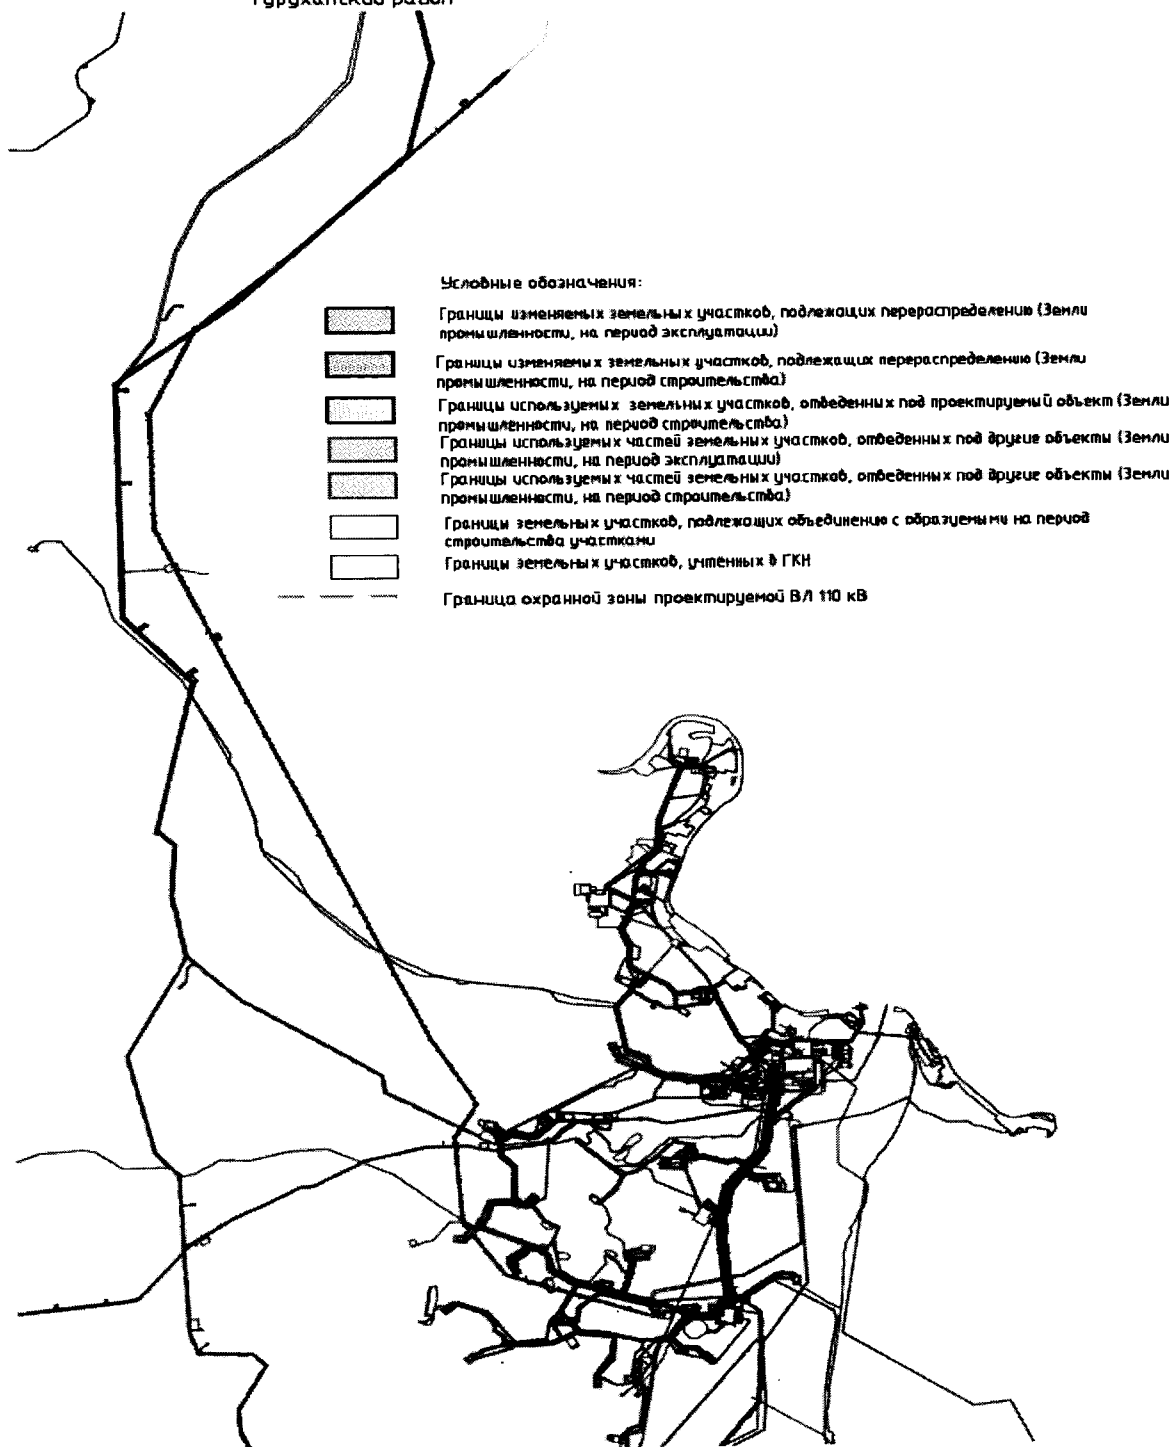 Туруханский район
Условные обозначения:
Границы изменяемых земельных участков, подлежащих перераспределению (Земли
промышленности, на период эксплуатации)
Границы изменяемых земельных участков, подлежащих перераспределению (Земли
промышленности, на период строительства)
Границы используемых земельных участков, отведенных под проектируемый объект (Земли
промышленности, на период строительства)
Границы используемых частей земельных участков, отведенных под другие объекты (Земли
промышленности, на период эксплуатации)
Границы используемых частей земельных участков, отведенных под другие объекты (Земли
промышленности, на период строительства)
Границы земельных участков, подлежащих объединению с образуемыми на период
строительства участками
Границы земельных участков, учтенных в ГКН
Граница охранной зоны проектируемой ВЛ 110 кВ